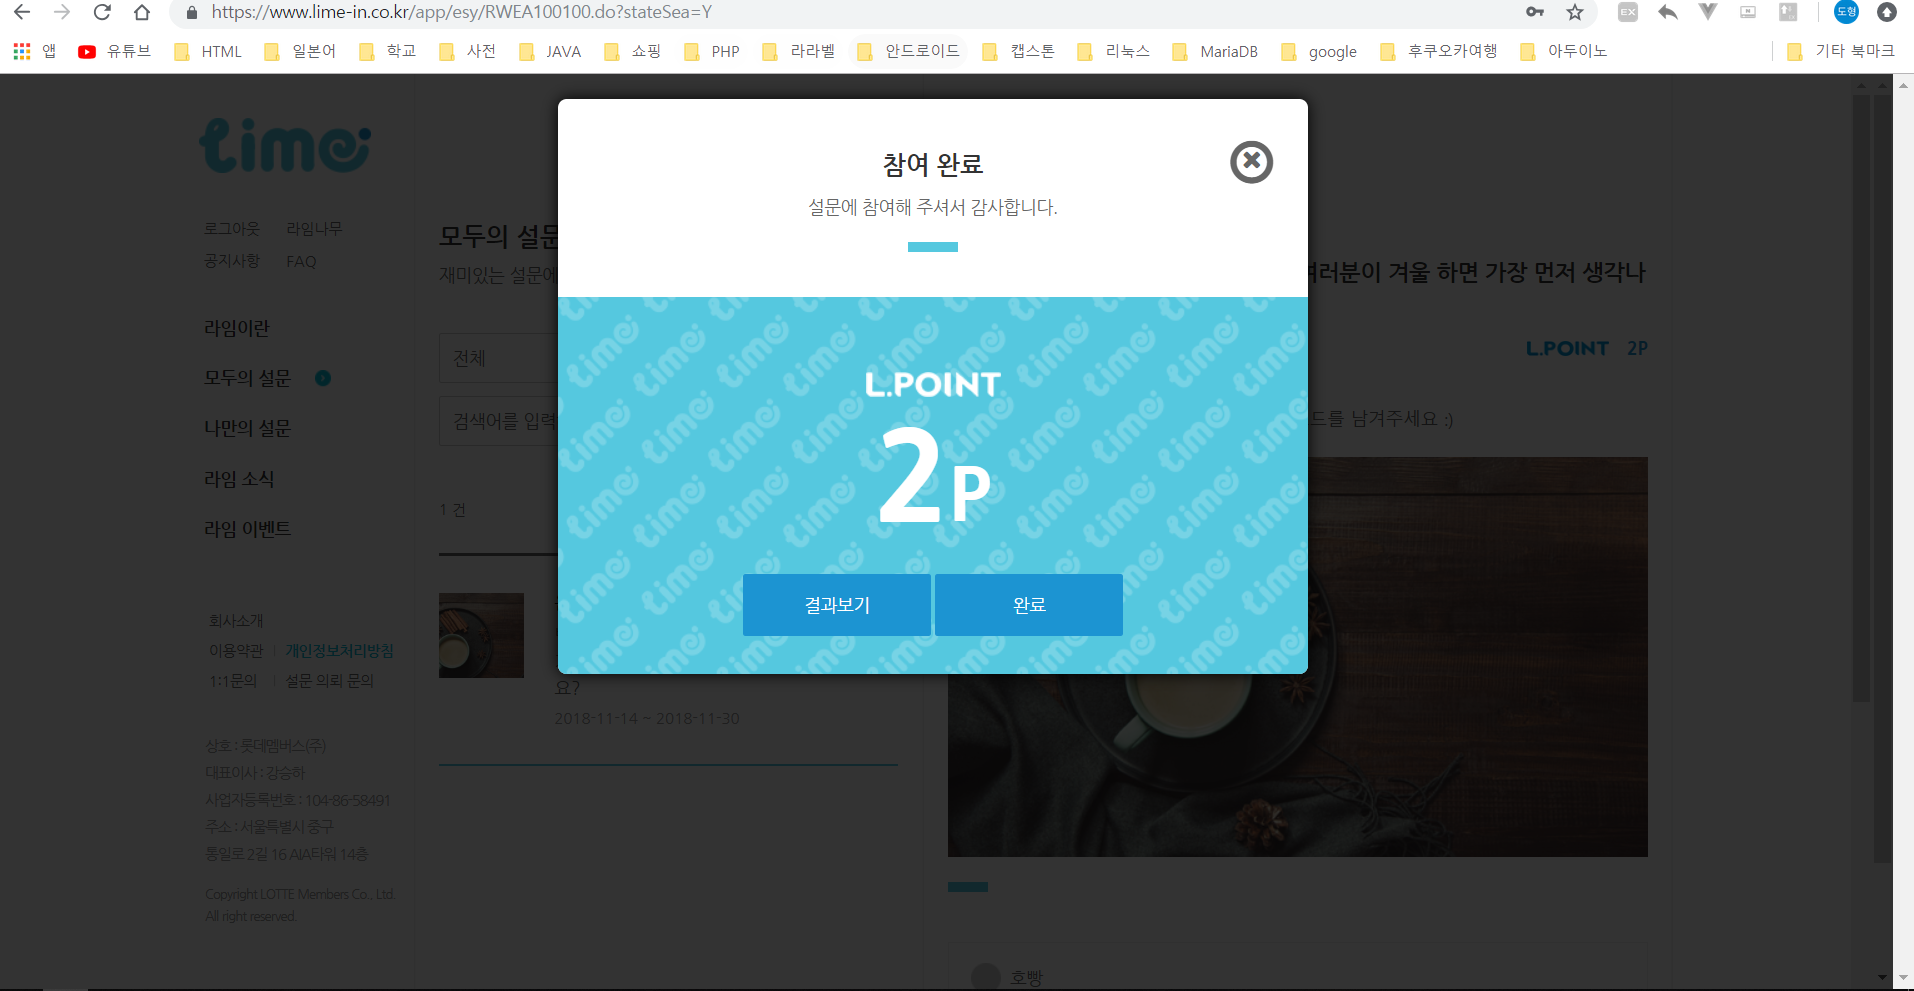 https://www.lime-in.co.kr/app/esy/RWEA100100.do?stateSea=Y
EX
도형
앱
유튜브
HTML
일본어
학교
사전
JAVA
쇼핑
PHP
라라벨
안드로이드
캡스톤
리눅스
MariaDB
google
후쿠오카여행
아두이노
기타 북마크
lime
로그아웃 라임나무
공지사항 FAQ
라임이란
모두의 설문
나만의 설문
라임 소식
라임 이벤트
회사소개
이용약관 | 개인정보처리방침
1:1문의 | 설문 의뢰 문의
상호 : 롯데멤버스(주)
대표이사 : 강승하
사업자등록번호 : 104-86-58491
주소 : 서울특별시 중구
통일로 2길 16 AIA타워 14층
Copyright LOTTE Members Co., Ltd.
All right reserved.
모두의 설문
재미있는 설문에
전체
검색어를 입력
1 건
요?
2018-11-14 ~ 2018-11-30
참여 완료
설문에 참여해 주셔서 감사합니다.
L.POINT
2P
결과보기
완료
여러분이 겨울 하면 가장 먼저 생각나
L.POINT 2P
드를 남겨주세요 :)
호빵